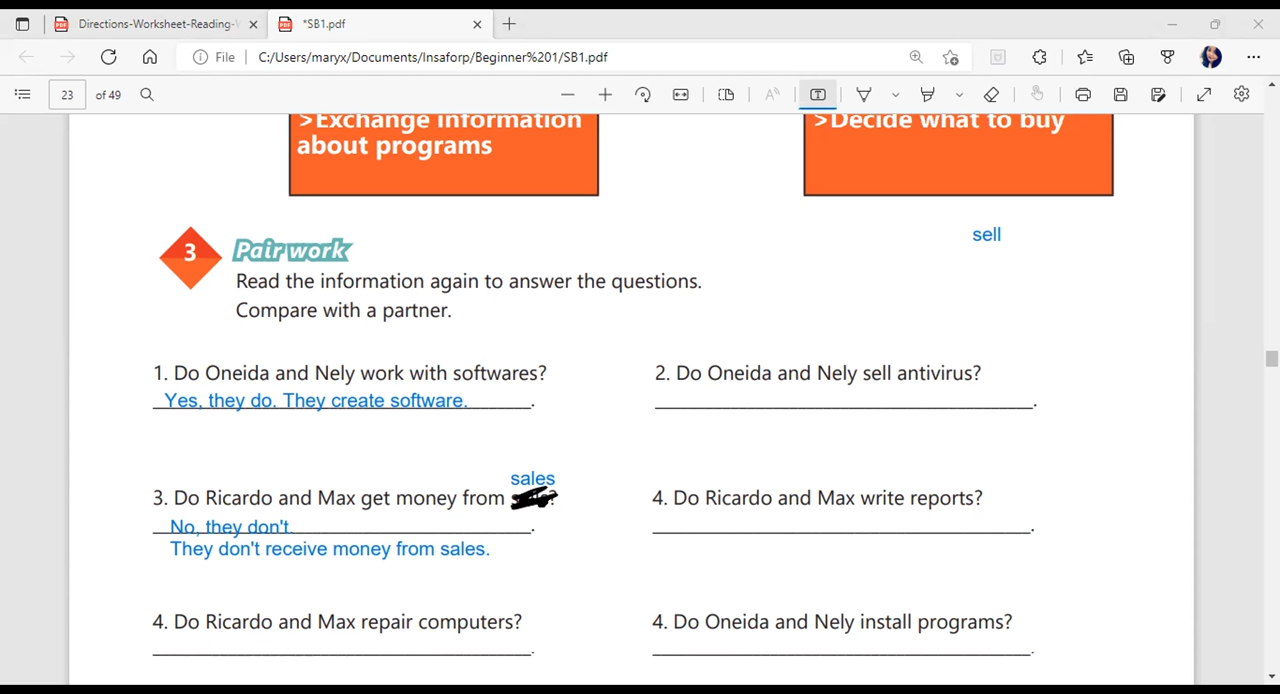 Directions-Worksheet-Reading-
*SB1.pdf
File
C:/Users/maryx/Documents/Insaforp/Beginner%201/SB1.pdf
23
of 49
>Exchange information
about programs
>Decide what to buy
sell
3
Pair work
Read the information again to answer the questions.
Compare with a partner.
1. Do Oneida and Nely work with softwares?
Yes, they do. They create software.
2. Do Oneida and Nely sell antivirus?
sales
3. Do Ricardo and Max get money from
No, they don't.
They don't receive money from sales.
4. Do Ricardo and Max write reports?
4. Do Ricardo and Max repair computers?
4. Do Oneida and Nely install programs?